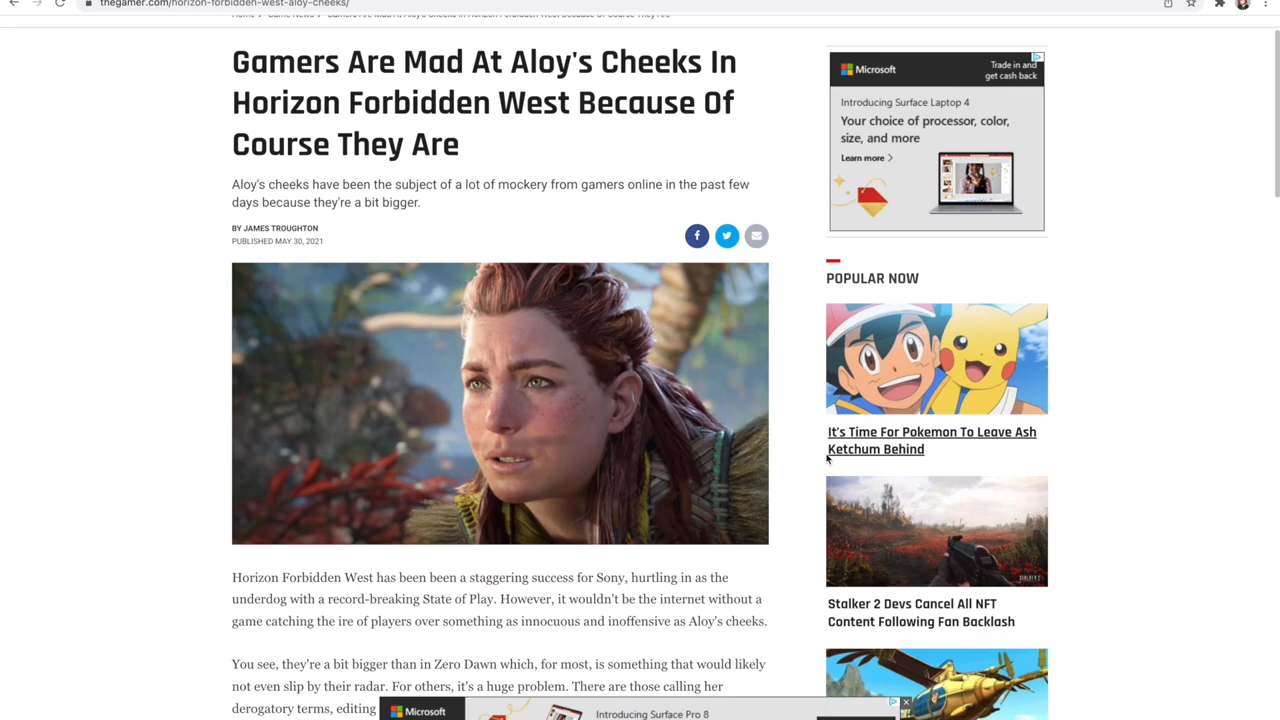 thegamer.com/horizon-forbidden-west-aloy-cheeks/
Gamers Are Mad At Aloy's Cheeks In
Horizon Forbidden West Because Of
Course They Are
Aloy's cheeks have been the subject of a lot of mockery from gamers online in the past few
days because they're a bit bigger.
BY JAMES TROUGHTON
PUBLISHED MAY 30, 2021
Horizon Forbidden West has been been a staggering success for Sony, hurtling in as the
underdog with a record-breaking State of Play. However, it wouldn't be the internet without a
game catching the ire of players over something as innocuous and inoffensive as Aloy's cheeks.
You see, they're a bit bigger than in Zero Dawn which, for most, is something that would likely
not even slip by their radar. For others, it's a huge problem. There are those calling her
derogatory terms, editing
Microsoft
Trade in and
get cash back
Introducing Surface Laptop 4
Your choice of processor, color,
size, and more
Learn more
POPULAR NOW
It's Time For Pokemon To Leave Ash
Ketchum Behind
Stalker 2 Devs Cancel All NFT
Content Following Fan Backlash
Microsoft
Introducing Surface Pro 8